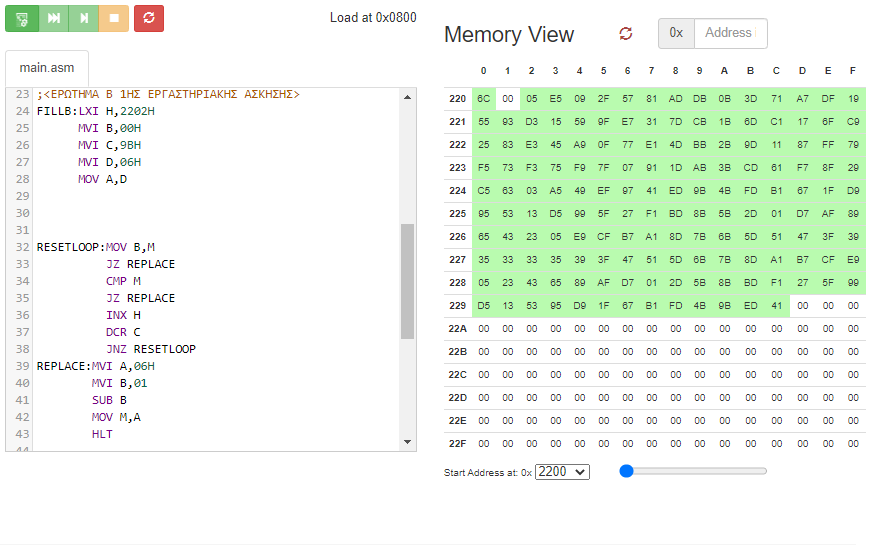 Load at 0x0800
main.asm
23 ;<ΕΡΩΤΗΜΑ Β 1ΗΣ ΕΡΓΑΣΤΗΡΙΑΚΗΣ ΑΣΚΗΣΗΣ>
24 FILLB:LXI H,2202H
25 MVI B,00H
26 MVI C,9BH
27 MVI D,06H
28 MOV A,D
29
30
31
32 RESETLOOP:MOV B,M
33 JZ REPLACE
34 CMP M
35 JZ REPLACE
36 INX H
37 DCR C
38 JNZ RESETLOOP
39 REPLACE:MVI A,06H
40 MVI B,01
41 SUB B
42 MOV M,A
43 HLT
44
Memory View
0x Address
0 1 2 3 4 5 6 7 8 9 A B C D E F
220 6C 00 05 E5 09 2F 57 81 AD DB 0B 3D 71 A7 DF 19
221 55 93 D3 15 59 9F E7 31 7D CB 1B 6D C1 17 6F C9
222 25 83 E3 45 A9 0F 77 E1 4D BB 2B 9D 11 87 FF 79
223 F5 73 F3 75 F9 7F 07 91 1D AB 3B CD 61 F7 8F 29
224 C5 63 03 A5 49 EF 97 41 ED 9B 4B FD B1 67 1F D9
225 95 53 13 D5 99 5F 27 F1 BD 8B 5B 2D 01 D7 AF 89
226 65 43 23 05 E9 CF B7 A1 8D 7B 6B 5D 51 47 3F 39
227 35 33 33 35 39 3F 47 51 5D 6B 7B 8D A1 B7 CF E9
228 05 23 43 65 89 AF D7 01 2D 5B 8B BD F1 27 5F 99
229 D5 13 53 95 D9 1F 67 B1 FD 4B 9B ED 41 00 00 00
22A 00 00 00 00 00 00 00 00 00 00 00 00 00 00 00 00
22B 00 00 00 00 00 00 00 00 00 00 00 00 00 00 00 00
22C 00 00 00 00 00 00 00 00 00 00 00 00 00 00 00 00
22D 00 00 00 00 00 00 00 00 00 00 00 00 00 00 00 00
22E 00 00 00 00 00 00 00 00 00 00 00 00 00 00 00 00
22F 00 00 00 00 00 00 00 00 00 00 00 00 00 00 00 00
Start Address at: 0x 2200